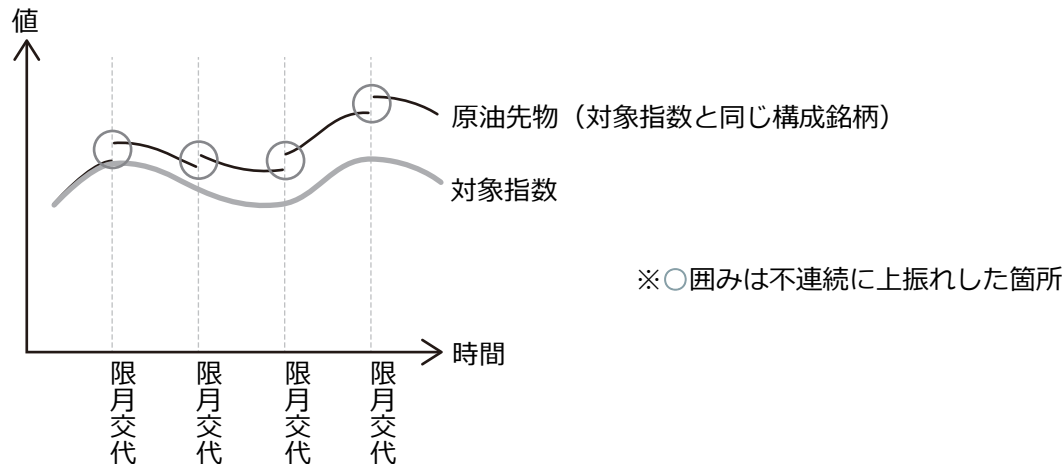 値
原油先物（対象指数と同じ構成銘柄）
対象指数
※○囲みは不連続に上振れした箇所
時間
限月交代
限月交代
限月交代
限月交代